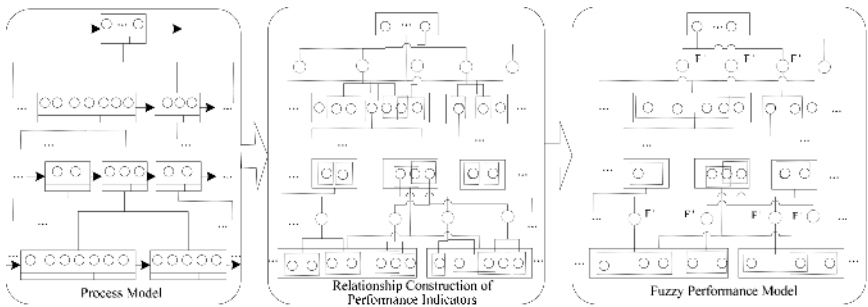 ... 
F' F' F'
... ... ... ... ... ...
... ... ...
... ... ... ... ... ...
F' F' F' F'
... ... ... ... ...
Process Model
Relationship Construction of
Performance Indicators
Fuzzy Performance Model